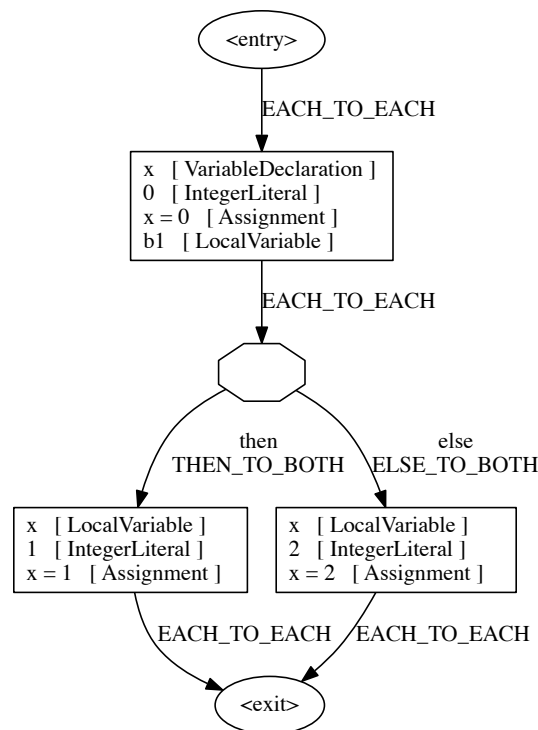 <entry>
EACH_TO_EACH
x [ VariableDeclaration ]
0 [ IntegerLiteral ]
x = 0 [ Assignment ]
b1 [ LocalVariable ]
EACH_TO_EACH
then
THEN_TO_BOTH
else
ELSE_TO_BOTH
x [ LocalVariable ]
1 [ IntegerLiteral ]
x = 1 [ Assignment ]
x [ LocalVariable ]
2 [ IntegerLiteral ]
x = 2 [ Assignment ]
EACH_TO_EACH
EACH_TO_EACH
<exit>